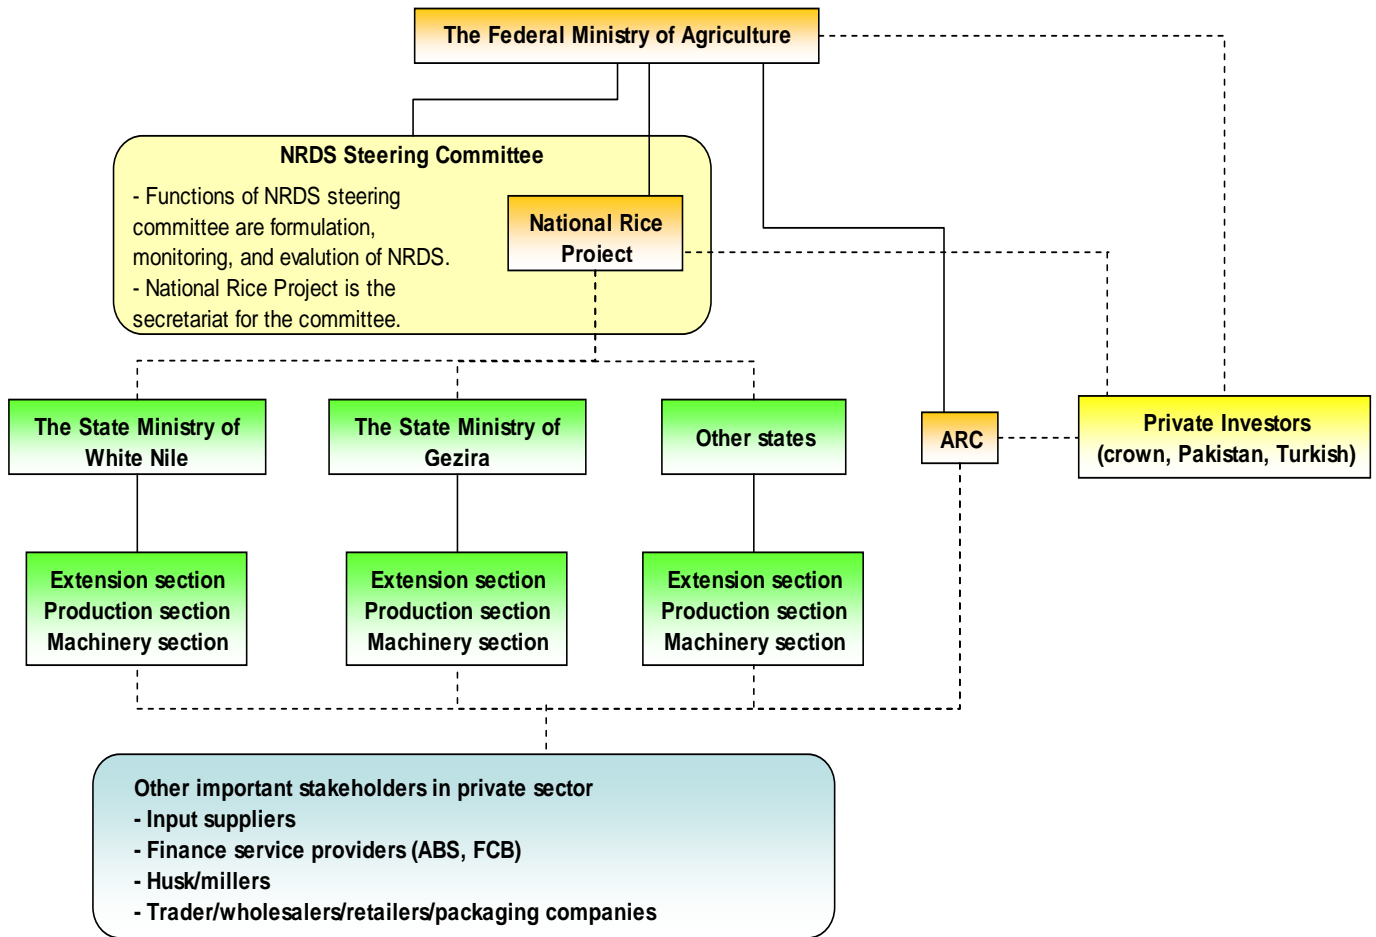 The Federal Ministry of Agriculture
NRDS Steering Committee
- Functions of NRDS steering
committee are formulation,
monitoring, and evalution of NRDS.
- National Rice Project is the
secretariat for the committee.
National Rice
Project
The State Ministry of
White Nile
The State Ministry of
Gezira
Other states
ARC
Private Investors
(crown, Pakistan, Turkish)
Extension section
Production section
Machinery section
Extension section
Production section
Machinery section
Extension section
Production section
Machinery section
Other important stakeholders in private sector
- Input suppliers
- Finance service providers (ABS, FCB)
- Husk/millers
- Trader/wholesalers/retailers/packaging companies